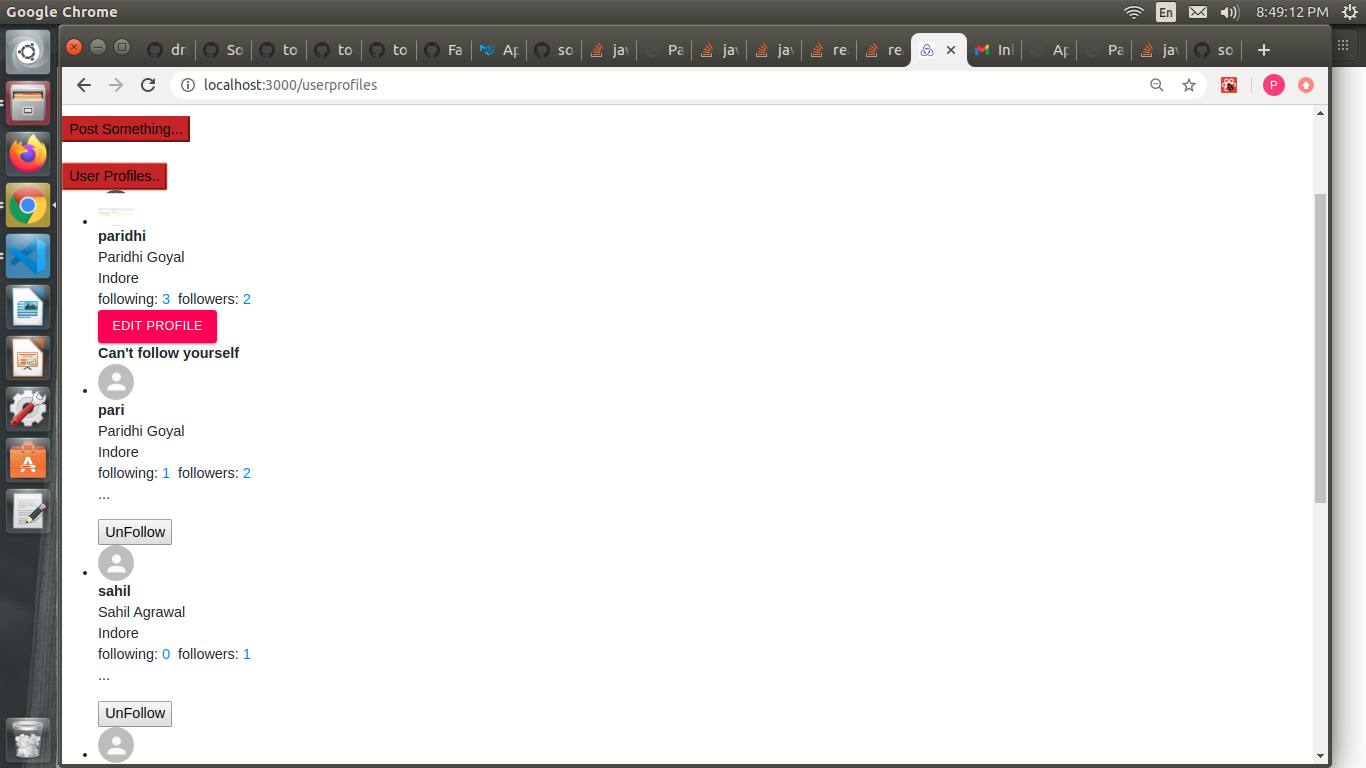 Google Chrome
En
8:49:12 PM
dr
So
to
to
to
Fa
Ap
so
jav
Pa
jav
jav
re
re
In
Ap
Pa
jav
so
localhost:3000/userprofiles
P
Post Something...
User Profiles..
paridhi
Paridhi Goyal
Indore
following: 3 followers: 2
EDIT PROFILE
Can't follow yourself
pari
Paridhi Goyal
Indore
following: 1 followers: 2
...
UnFollow
sahil
Sahil Agrawal
Indore
following: 0 followers: 1
...
UnFollow